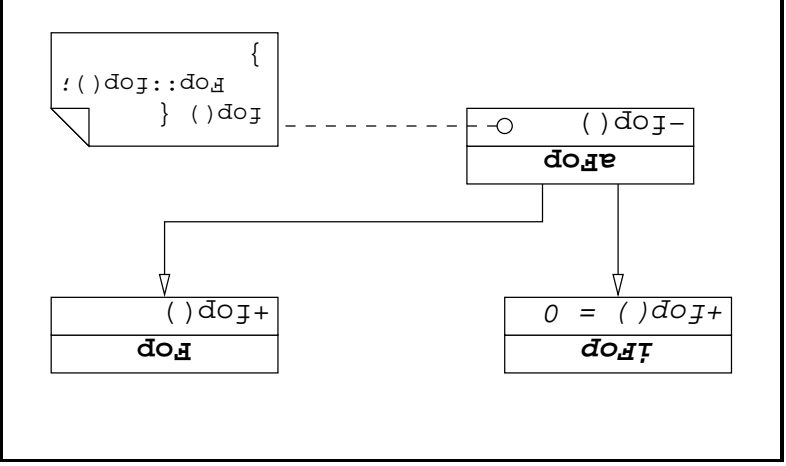 iFop
+fop() = 0
Fop
+fop()
aFop
-fop()
fop() {
Fop::fop();
}